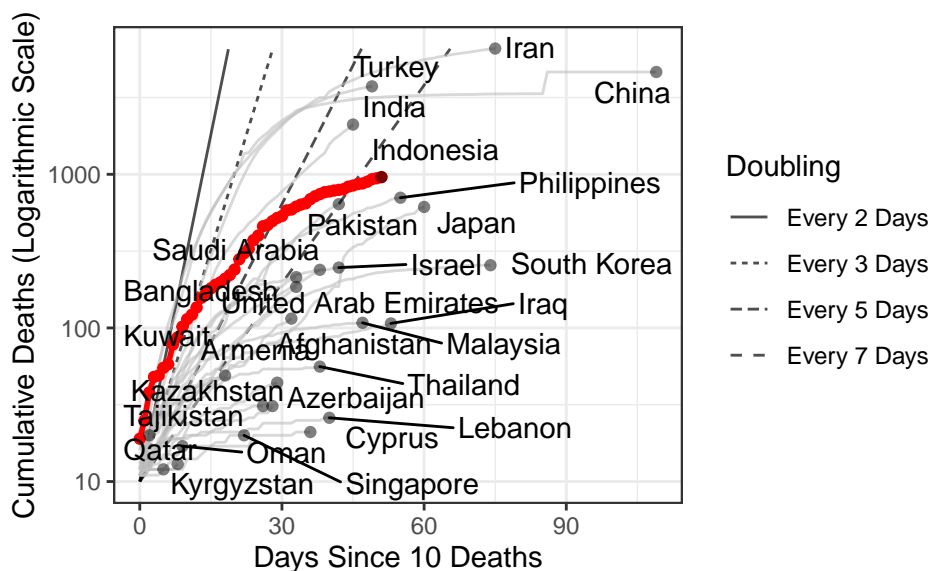 Cumulative Deaths (Logarithmic Scale)
1000
100
10
0
30
60
90
Days Since 10 Deaths
Iran
Turkey
China
India
Indonesia
Philippines
Pakistan
Japan
Saudi Arabia
Israel
South Korea
Bangladesh
United Arab Emirates
Iraq
Kuwait
Armenia
Afghanistan
Malaysia
Kazakhstan
Azerbaijan
Thailand
Tajikistan
Cyprus
Lebanon
Qatar
Oman
Kyrgyzstan
Singapore
Doubling
Every 2 Days
Every 3 Days
Every 5 Days
Every 7 Days